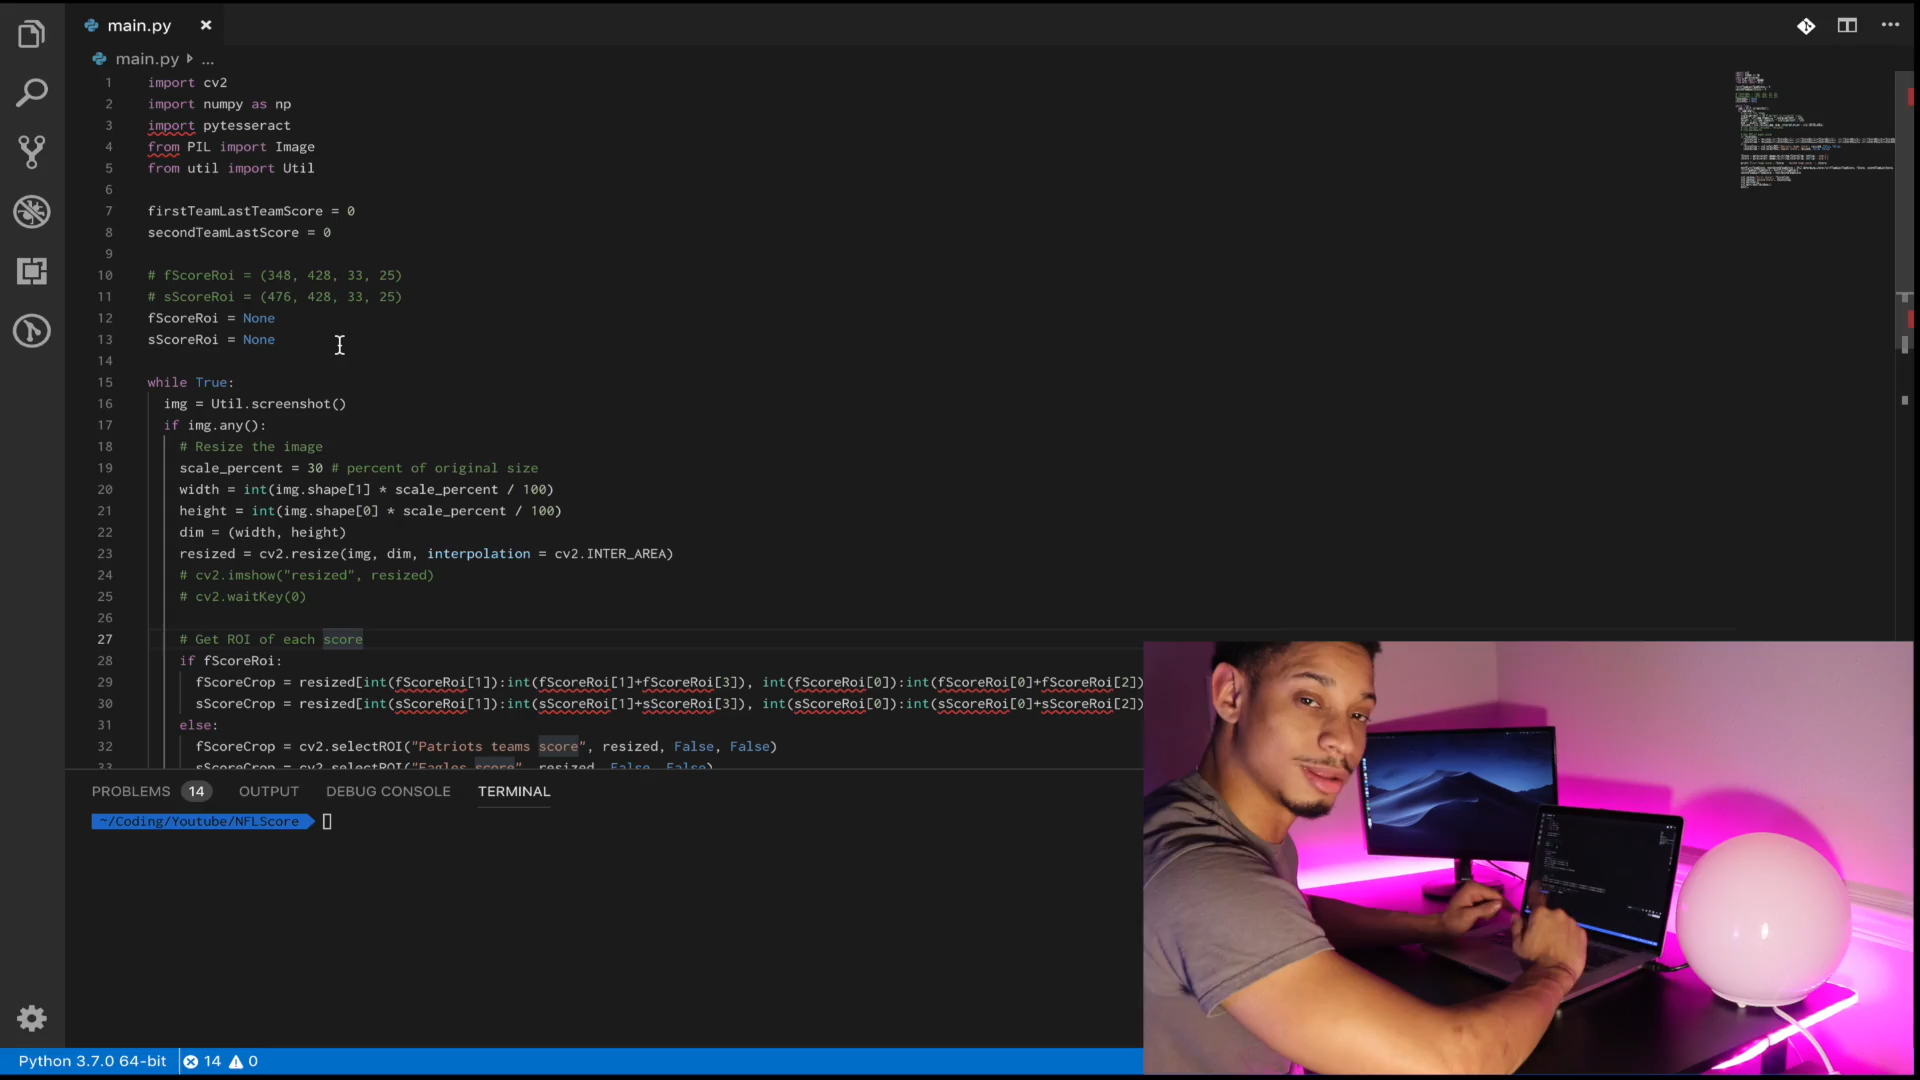 main.py
main.py ...
1 import cv2
2 import numpy as np
3 import pytesseract
4 from PIL import Image
5 from util import Util
6
7 firstTeamLastTeamScore = 0
8 secondTeamLastScore = 0
9
10 # fScoreRoi = (348, 428, 33, 25)
11 # sScoreRoi = (476, 428, 33, 25)
12 fScoreRoi = None
13 sScoreRoi = None
14
15 while True:
16 img = Util.screenshot()
17 if img.any():
18 # Resize the image
19 scale_percent = 30 # percent of original size
20 width = int(img.shape[1] * scale_percent / 100)
21 height = int(img.shape[0] * scale_percent / 100)
22 dim = (width, height)
23 resized = cv2.resize(img, dim, interpolation = cv2.INTER_AREA)
24 # cv2.imshow("resized", resized)
25 # cv2.waitKey(0)
26
27 # Get ROI of each score
28 if fScoreRoi:
29 fScoreCrop = resized[int(fScoreRoi[1]):int(fScoreRoi[1]+fScoreRoi[3]), int(fScoreRoi[0]):int(fScoreRoi[0]+fScoreRoi[2])
30 sScoreCrop = resized[int(sScoreRoi[1]):int(sScoreRoi[1]+sScoreRoi[3]), int(sScoreRoi[0]):int(sScoreRoi[0]+sScoreRoi[2])
31 else:
32 fScoreCrop = cv2.selectROI("Patriots teams score", resized, False, False)
33 sScoreCrop = cv2.selectROI("Eagles score", resized, False, False)
PROBLEMS 14 OUTPUT DEBUG CONSOLE TERMINAL
~/Coding/Youtube/NFLScore
Python 3.7.0 64-bit 14 0